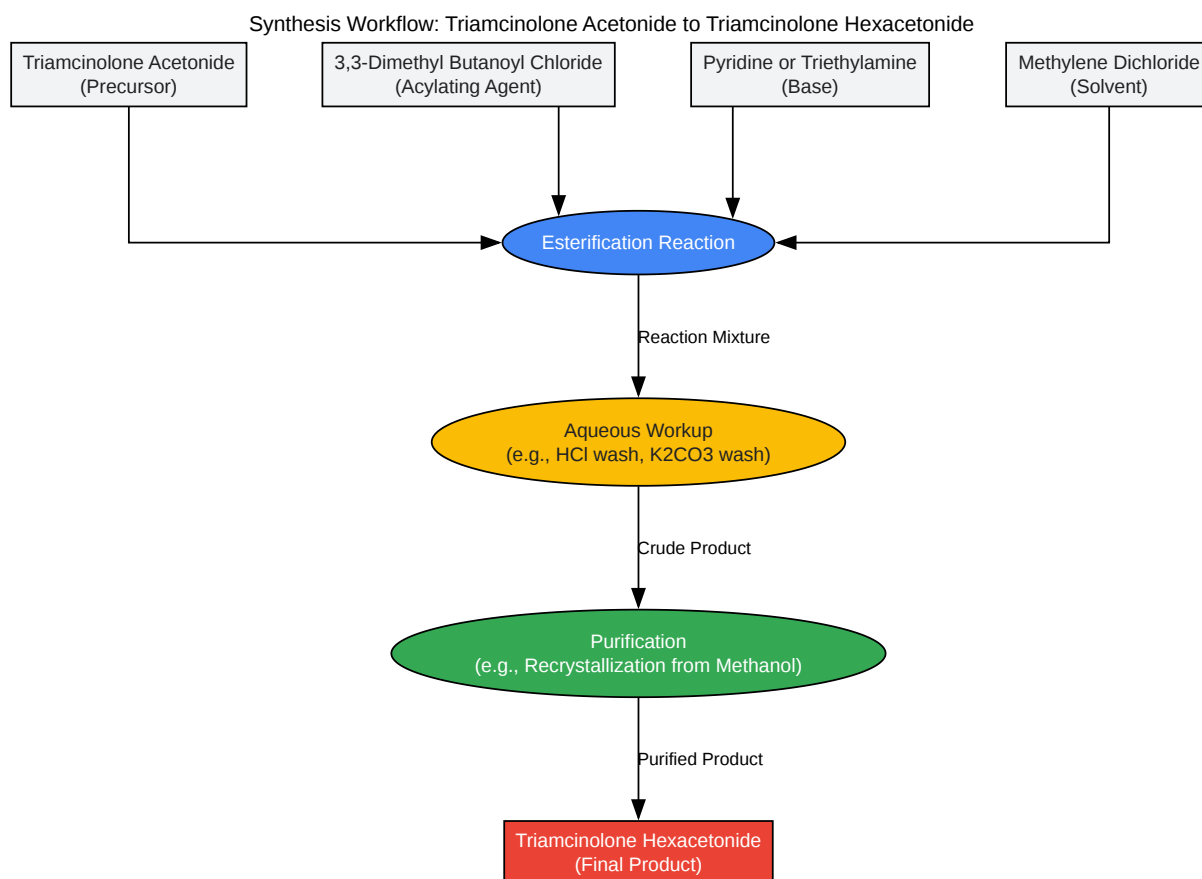 Synthesis Workflow: Triamcinolone Acetonide to Triamcinolone Hexacetonide
Triamcinolone Acetonide
(Precursor)
3,3-Dimethyl Butanoyl Chloride
(Acylating Agent)
Pyridine or Triethylamine
(Base)
Methylene Dichloride
(Solvent)
Esterification Reaction
Reaction Mixture
Aqueous Workup
(e.g., HCl wash, K2CO3 wash)
Crude Product
Purification
(e.g., Recrystallization from Methanol)
Purified Product
Triamcinolone Hexacetonide
(Final Product)